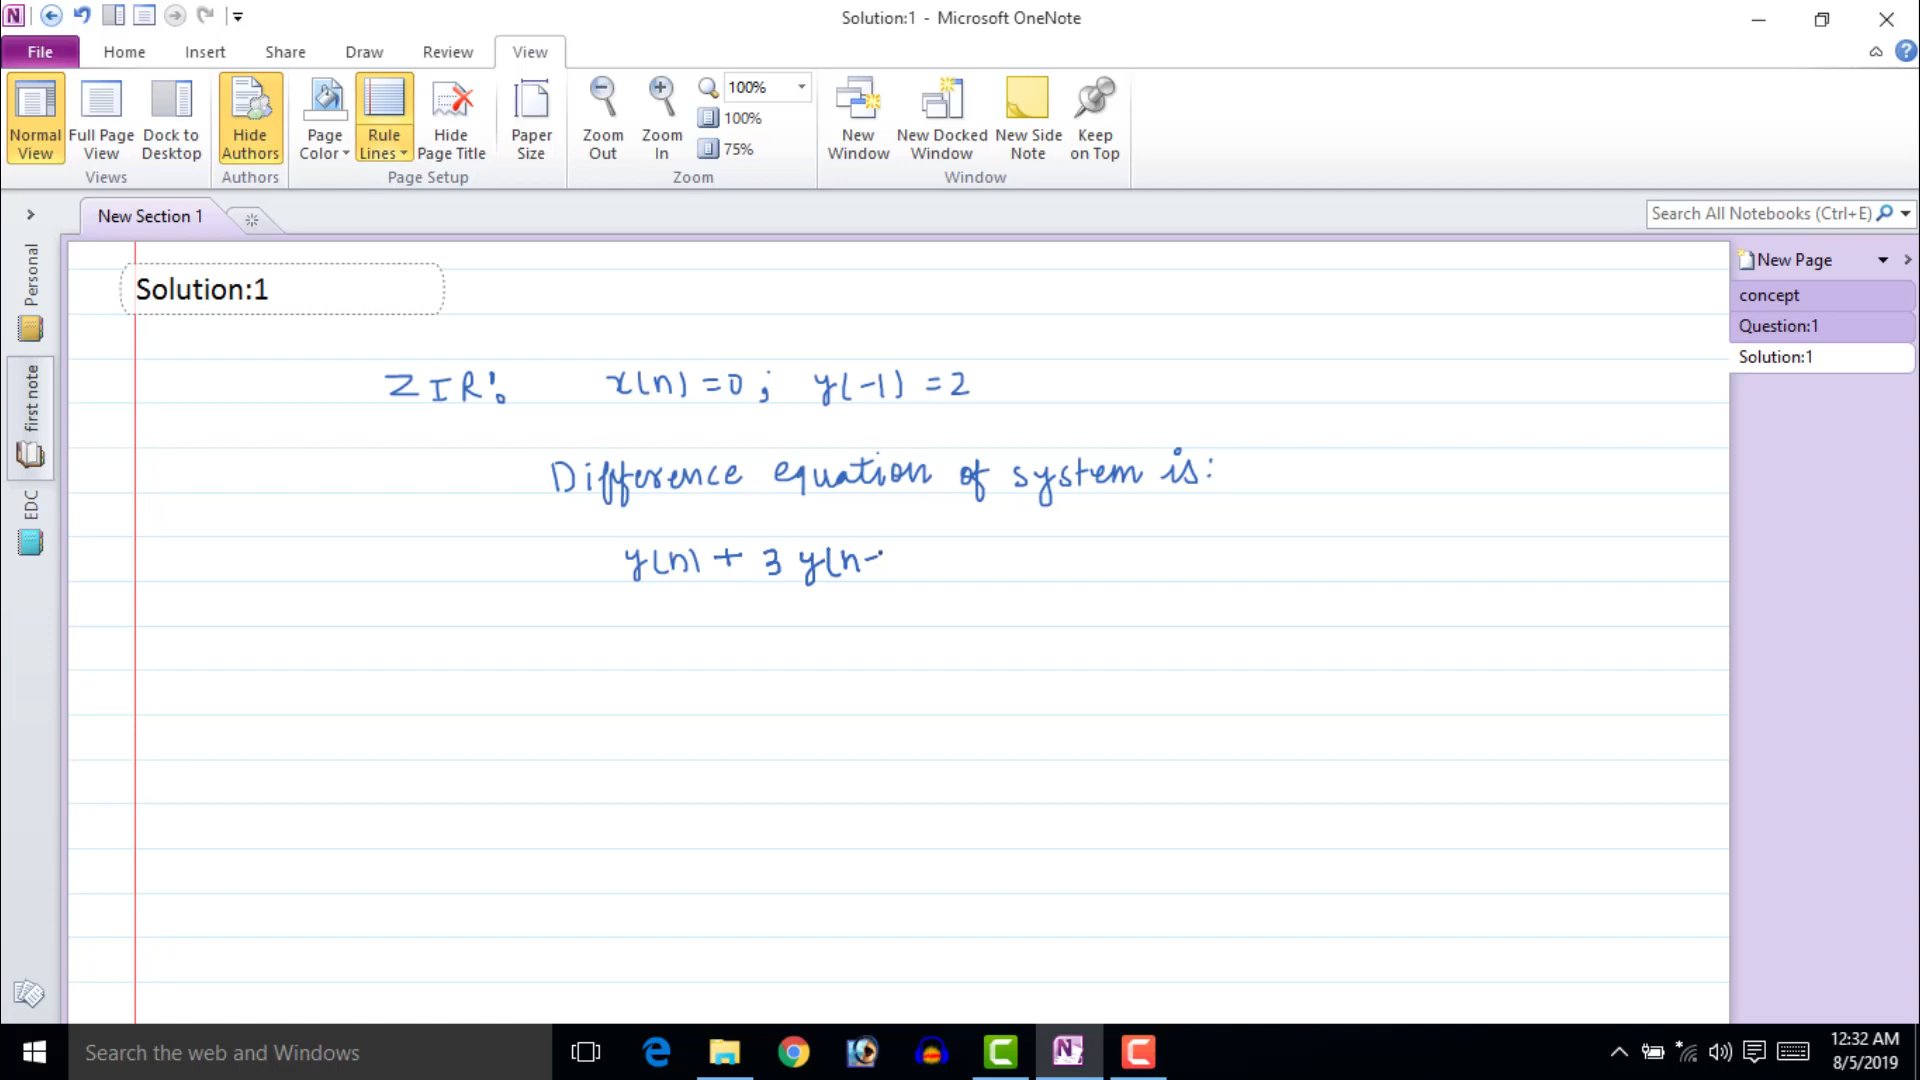 Solution:1 - Microsoft OneNote
File Home Insert Share Draw Review View
Normal View
Full Page View
Dock to Desktop
Views
Hide Authors
Authors
Page Color
Rule Lines
Hide Page Title
Paper Size
Page Setup
Zoom Out
Zoom In
100%
100%
75%
Zoom
New Window
New Docked Window
New Side Note
Keep on Top
Window
New Section 1
Search All Notebooks (Ctrl+E)
Personal
first note
EDC
New Page
concept
Question:1
Solution:1
Solution:1
ZIR: x(n) =0 ; y(-1) =2
Difference equation of system is:
y(n) + 3 y(n-
Search the web and Windows
12:32 AM
8/5/2019